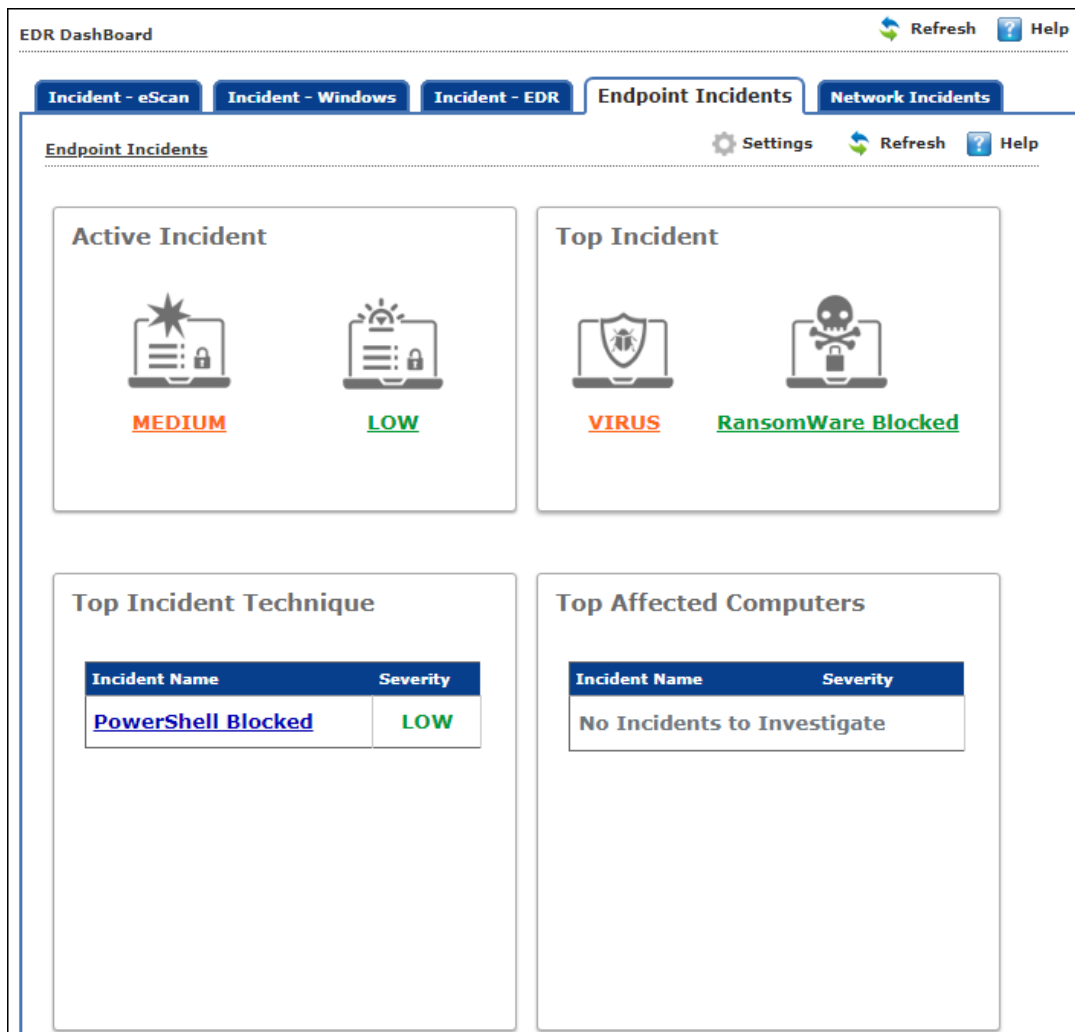 EDR DashBoard
Refresh
? Help
Incident - eScan
Incident - Windows
Incident - EDR
Endpoint Incidents
Network Incidents
Endpoint Incidents
Settings
Refresh
? Help
Active Incident
MEDIUM
LOW
Top Incident
VIRUS
RansomWare Blocked
Top Incident Technique
Incident Name Severity
PowerShell Blocked LOW
Top Affected Computers
Incident Name Severity
No Incidents to Investigate